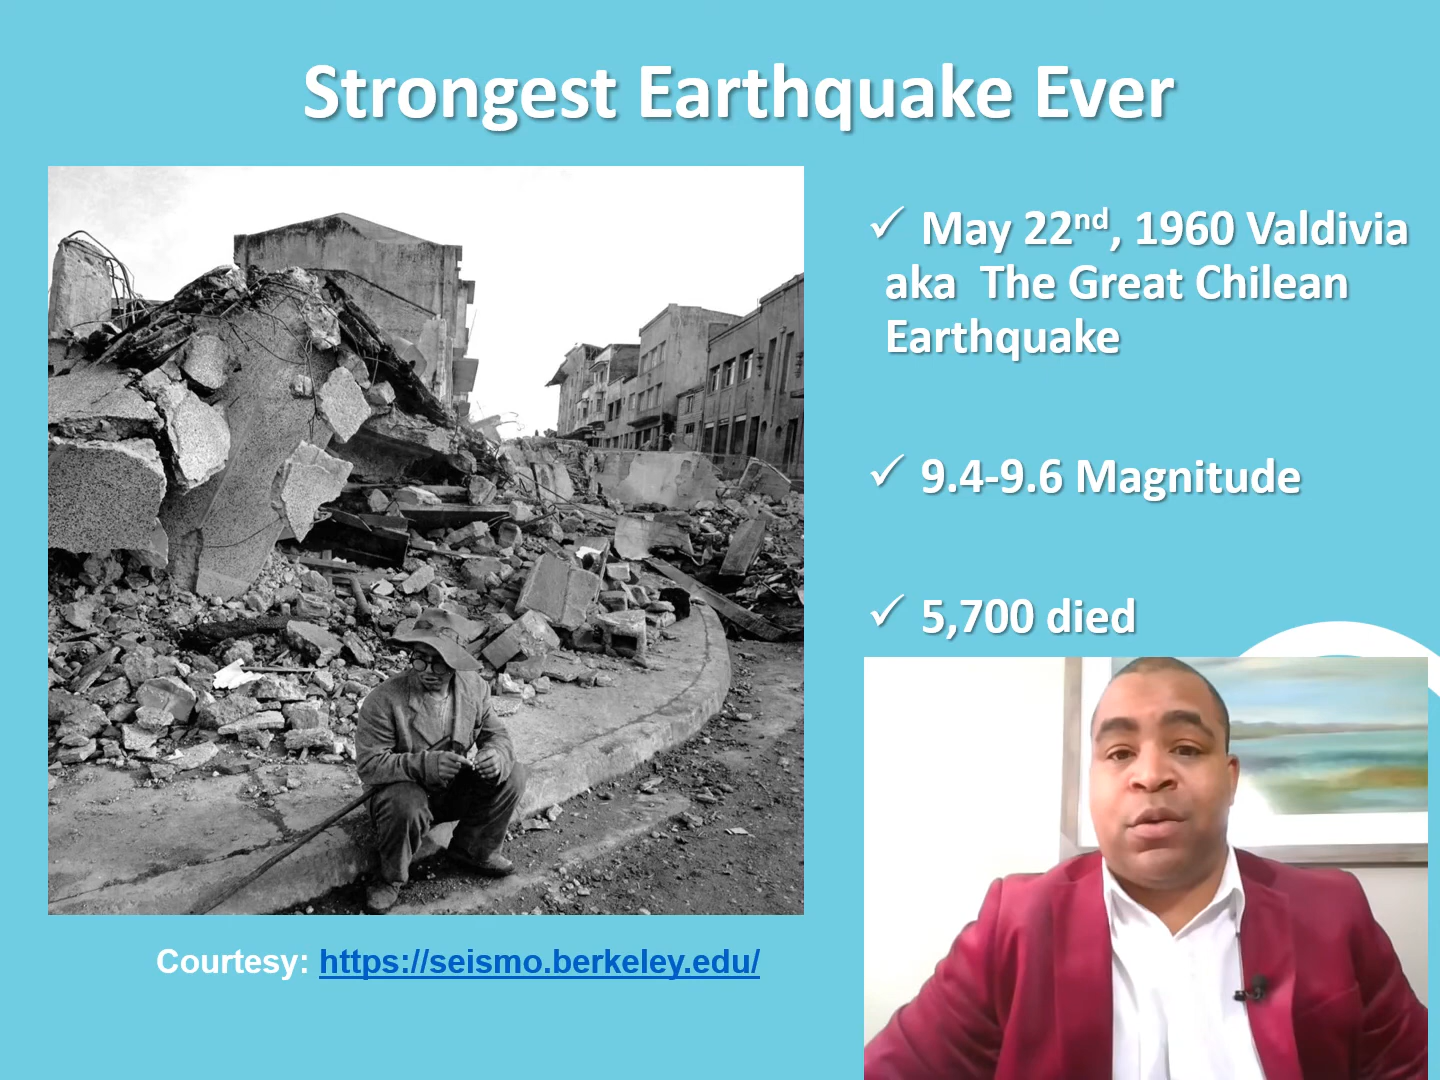 Strongest Earthquake Ever
✓ May 22nd, 1960 Valdivia
aka The Great Chilean
Earthquake
✓ 9.4-9.6 Magnitude
✓ 5,700 died
Courtesy: https://seismo.berkeley.edu/